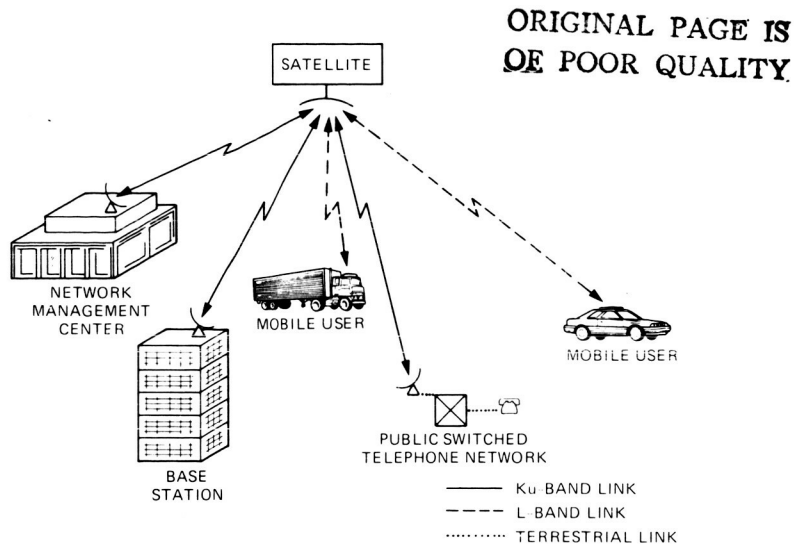 ORIGINAL PAGE IS
OF POOR QUALITY
SATELLITE
NETWORK
MANAGEMENT
CENTER
MOBILE USER
MOBILE USER
BASE
STATION
PUBLIC SWITCHED
TELEPHONE NETWORK
Ku-BAND LINK
L-BAND LINK
TERRESTRIAL LINK